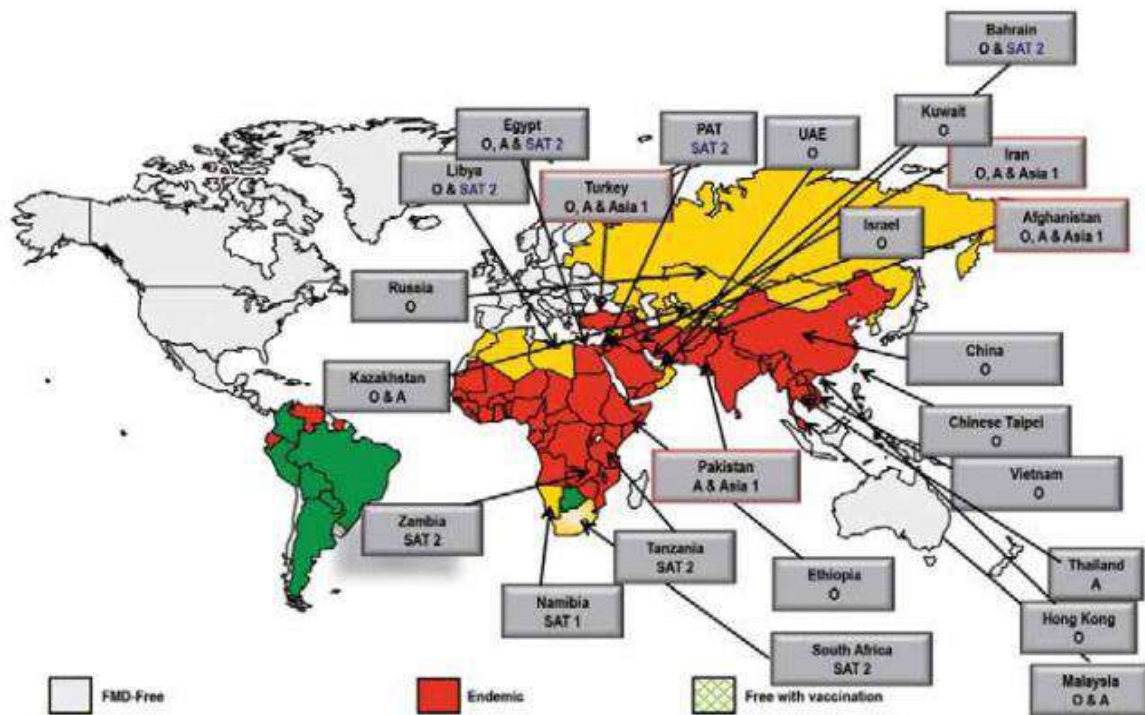 Bahrain
O & SAT 2
Egypt
O, A & SAT 2
PAT
SAT 2
UAE
O
Kuwait
O
Libya
O & SAT 2
Turkey
O, A & Asia 1
Iran
O, A & Asia 1
Israel
O
Afghanistan
O, A & Asia 1
Russia
O
China
O
Kazakhstan
O & A
Chinese Taipei
O
Pakistan
A & Asia 1
Vietnam
O
Zambia
SAT 2
Tanzania
SAT 2
Ethiopia
O
Thailand
A
Namibia
SAT 1
Hong Kong
O
South Africa
SAT 2
Malaysia
O & A
FMD-Free
Endemic
Free with vaccination